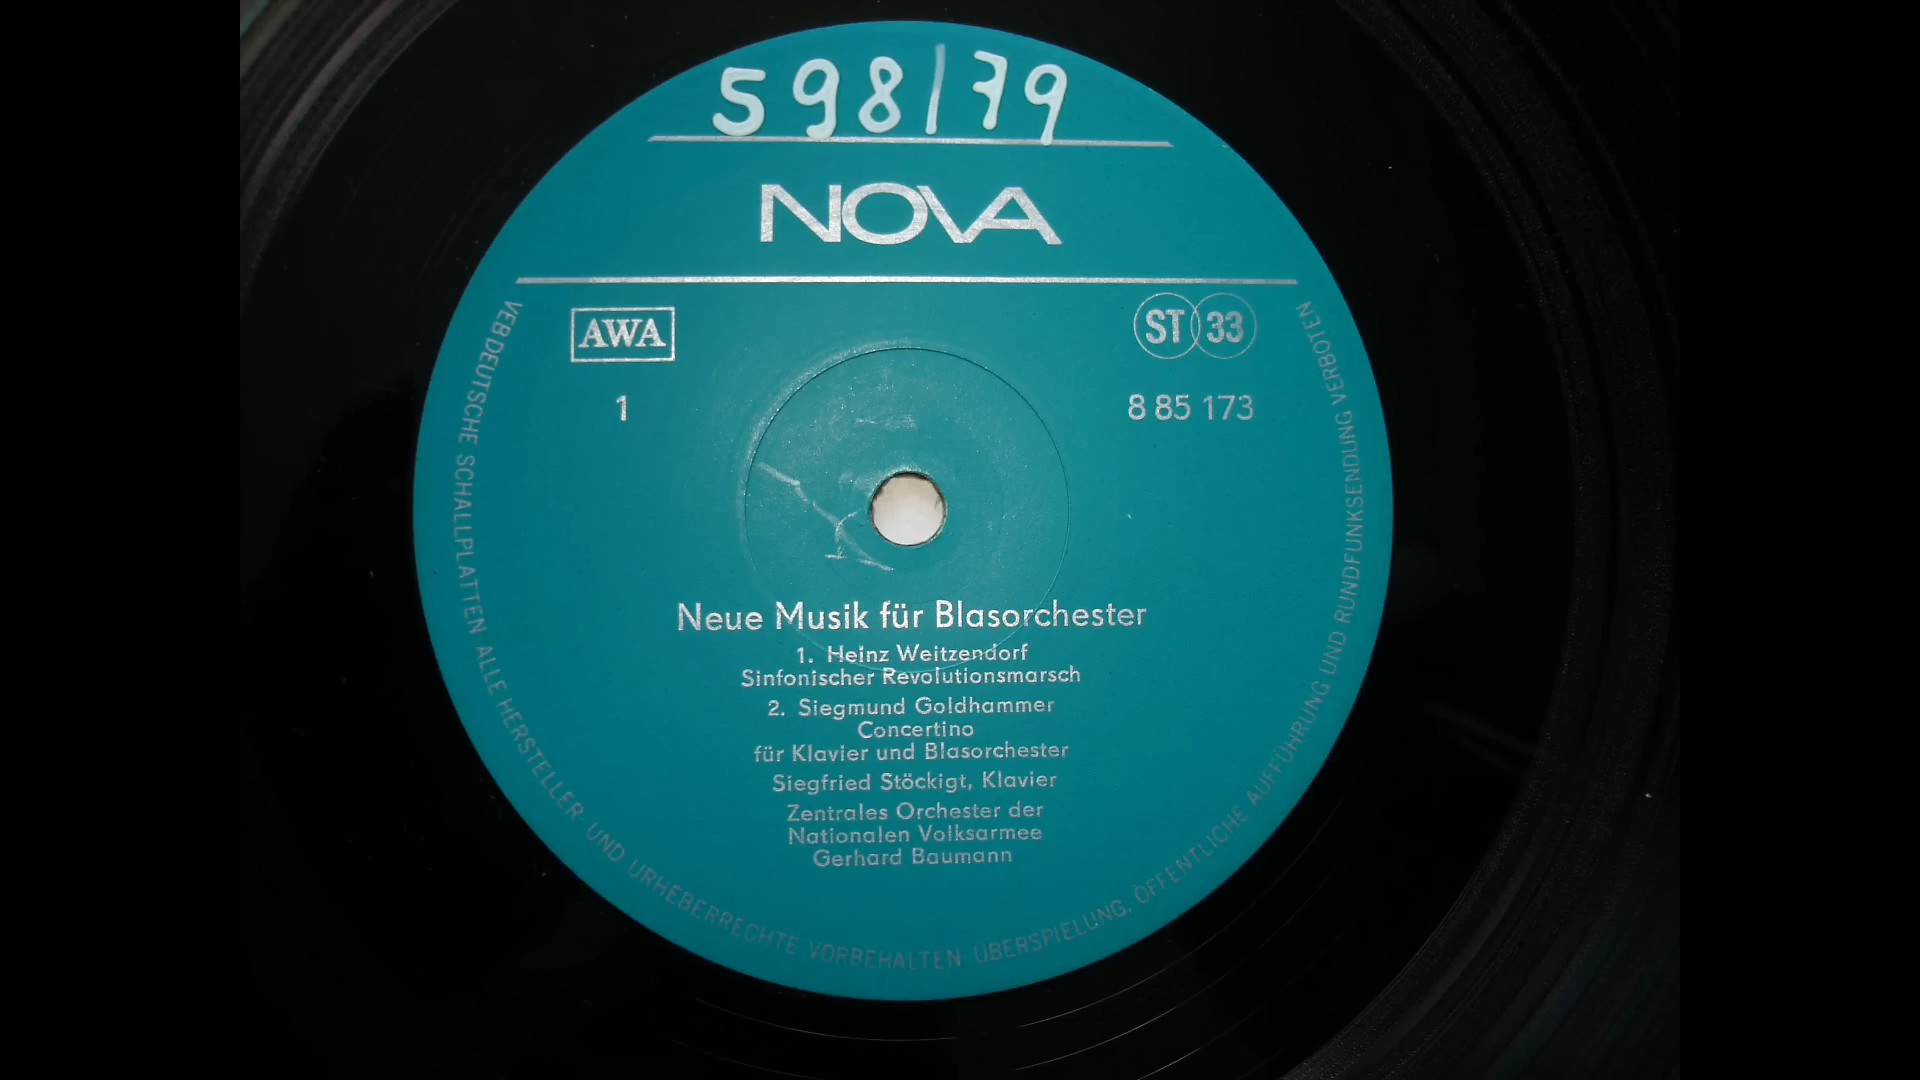 598/79
NOVA
AWA
ST 33
1
8 85 173
Neue Musik für Blasorchester
1. Heinz Weitzendorf
Sinfonischer Revolutionsmarsch
2. Siegmund Goldhammer
Concertino
für Klavier und Blasorchester
Siegfried Stöckigt, Klavier
Zentrales Orchester der
Nationalen Volksarmee
Gerhard Baumann
VEB DEUTSCHE SCHALLPLATTEN ALLE HERSTELLER- UND URHEBERRECHTE VORBEHALTEN ÜBERSPIELUNG, ÖFFENTLICHE AUFFÜHRUNG UND RUNDFUNKSENDUNG VERBOTEN